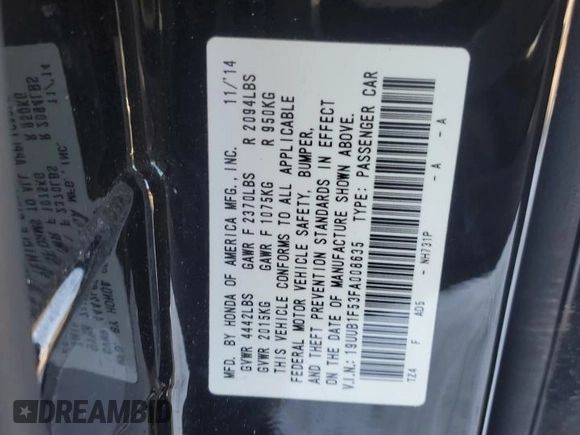 MFD. BY HONDA OF AMERICA MFG., INC. 11/'14
GVWR 4442LBS GAWR F 2370LBS R 2094LBS
GVWR 2015KG GAWR F 1075KG R 950KG
THIS VEHICLE CONFORMS TO ALL APPLICABLE
FEDERAL MOTOR VEHICLE SAFETY, BUMPER,
AND THEFT PREVENTION STANDARDS IN EFFECT
ON THE DATE OF MANUFACTURE SHOWN ABOVE.
V.I.N.: 19UUB1F53FA008635 TYPE: PASSENGER CAR
TZ4 F AD5 - NH731P - A - A
DREAMBID